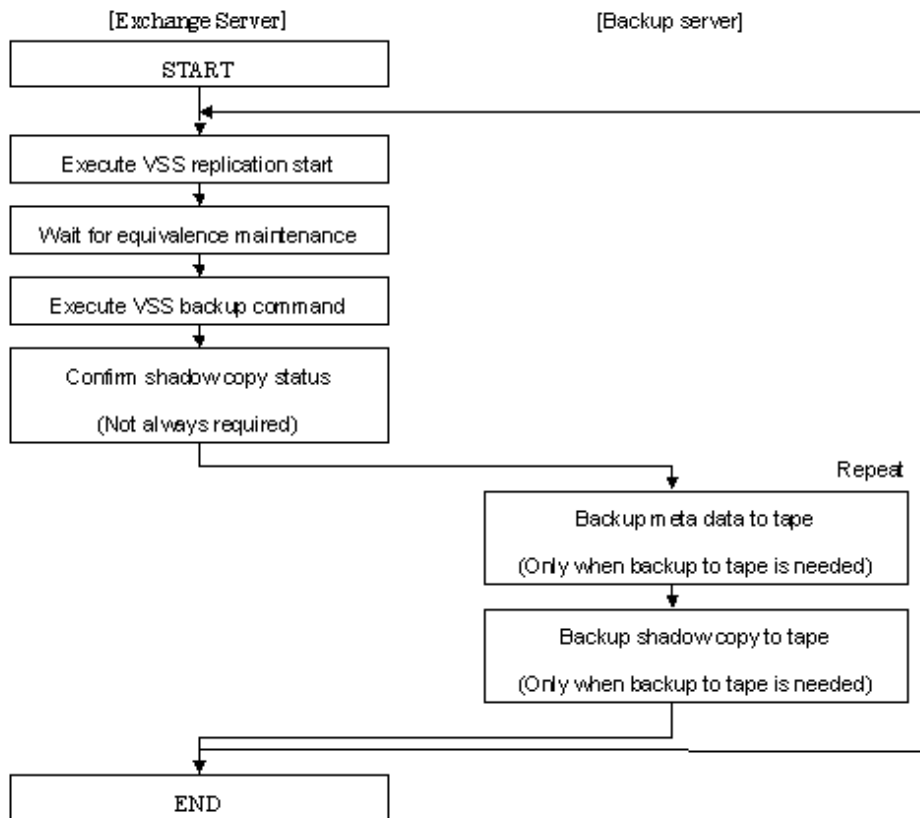 [Exchange Server]
[Backup server]
START
Execute VSS replication start
Wait for equivalence maintenance
Execute VSS backup command
Confirm shadow copy status
(Not always required)
Repeat
Backup meta data to tape
(Only when backup to tape is needed)
Backup shadow copy to tape
(Only when backup to tape is needed)
END